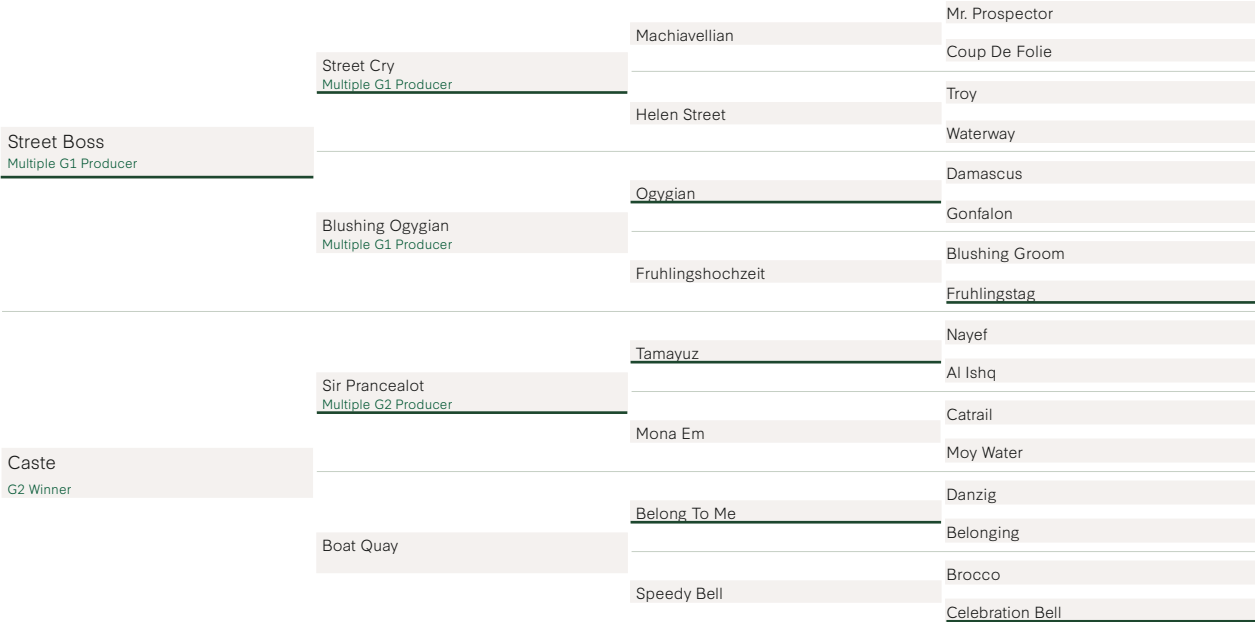 Street Boss
Multiple G1 Producer
Caste
G2 Winner
Street Cry
Multiple G1 Producer
Blushing Ogygian
Multiple G1 Producer
Sir Prancealot
Multiple G2 Producer
Boat Quay
Machiavellian
Helen Street
Ogygian
Fruhlingshochzeit
Tamayuz
Mona Em
Belong To Me
Speedy Bell
Mr. Prospector
Coup De Folie
Troy
Waterway
Damascus
Gonfalon
Blushing Groom
Fruhlingstag
Nayef
Al Ishq
Catrail
Moy Water
Danzig
Belonging
Brocco
Celebration Bell